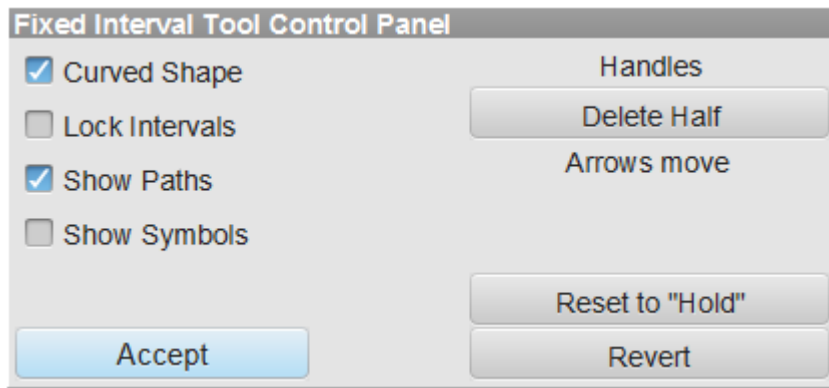 Fixed Interval Tool Control Panel
Curved Shape
Lock Intervals
Show Paths
Show Symbols
Accept
Handles
Delete Half
Arrows move
Reset to "Hold"
Revert